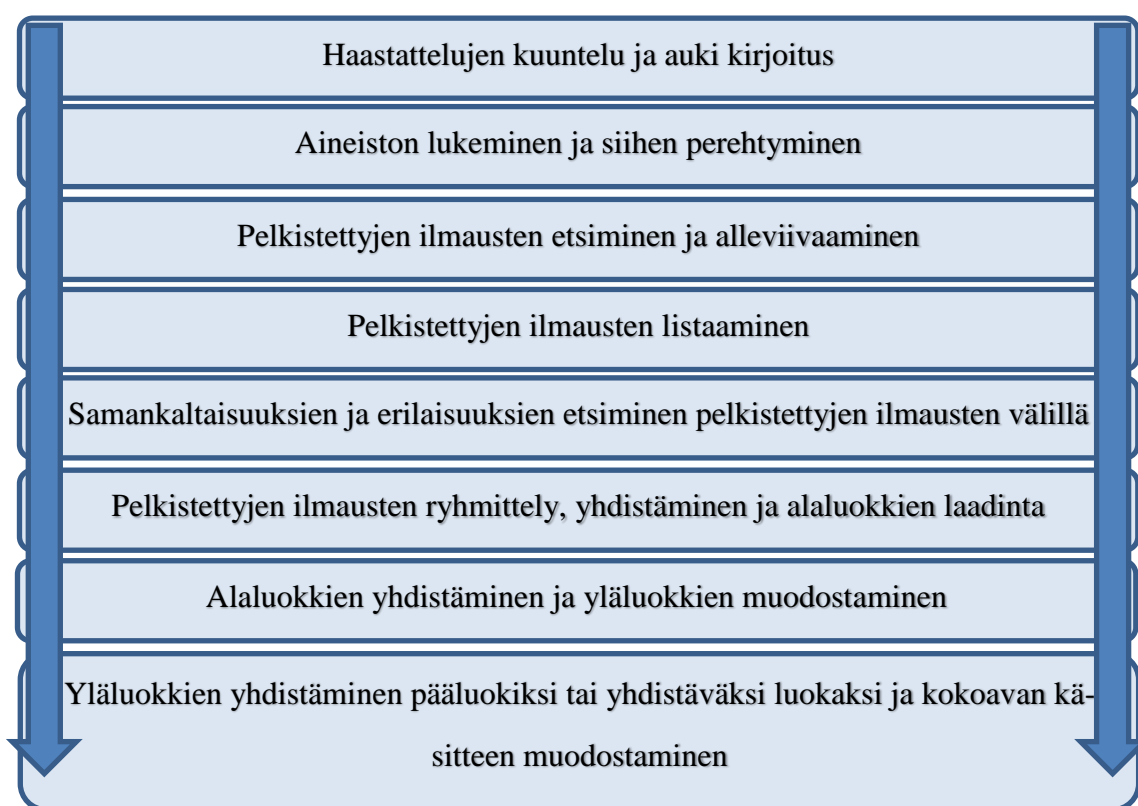 Haastattelujen kuuntelu ja auki kirjoitus
Aineiston lukeminen ja siihen perehtyminen
Pelkistettyjen ilmausten etsiminen ja alleviivaaminen
Pelkistettyjen ilmausten listaaminen
Samankaltaisuuksien ja erilaisuuksien etsiminen pelkistettyjen ilmausten välillä
Pelkistettyjen ilmausten ryhmittely, yhdistäminen ja alaluokkien laadinta
Alaluokkien yhdistäminen ja yläluokkien muodostaminen
Yläluokkien yhdistäminen pääluokiksi tai yhdistäväksi luokaksi ja kokoavan kä-
sitteen muodostaminen